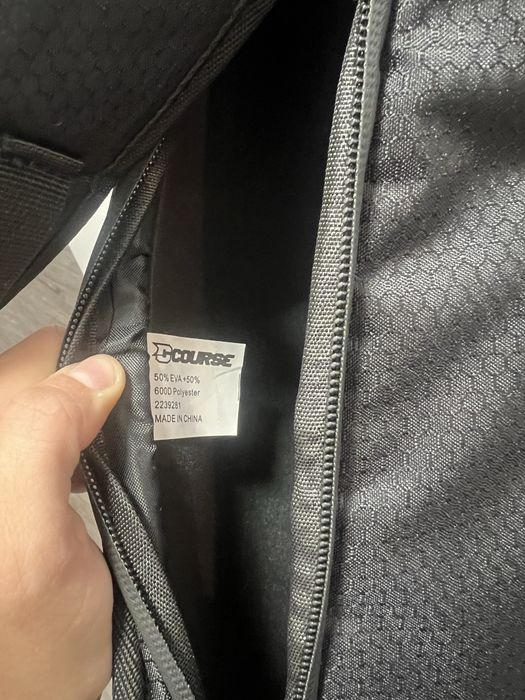 COURSE
50% EVA+50%
600D Polyester
2239281
MADE IN CHINA